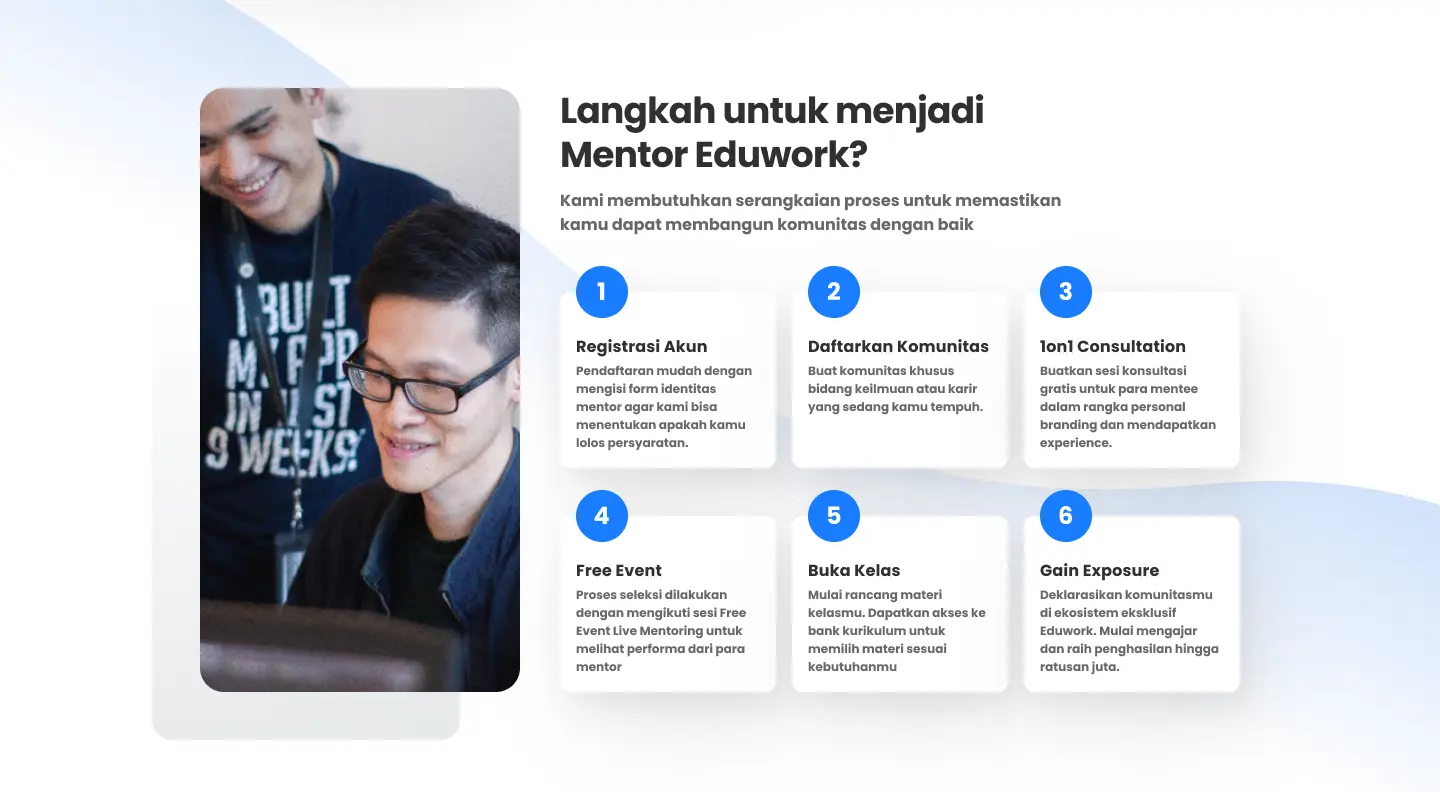 Langkah untuk menjadi
Mentor Eduwork?
Kami membutuhkan serangkaian proses untuk memastikan
kamu dapat membangun komunitas dengan baik
1
Registrasi Akun
Pendaftaran mudah dengan
mengisi form identitas
mentor agar kami bisa
menentukan apakah kamu
lolos persyaratan.
2
Daftarkan Komunitas
Buat komunitas khusus
bidang keilmuan atau karir
yang sedang kamu tempuh.
3
1on1 Consultation
Buatkan sesi konsultasi
gratis untuk para mentee
dalam rangka personal
branding dan mendapatkan
experience.
4
Free Event
Proses seleksi dilakukan
dengan mengikuti sesi Free
Event Live Mentoring untuk
melihat performa dari para
mentor
5
Buka Kelas
Mulai rancang materi
kelasmu. Dapatkan akses ke
bank kurikulum untuk
memilih materi sesuai
kebutuhanmu
6
Gain Exposure
Deklarasikan komunitasmu
di ekosistem eksklusif
Eduwork. Mulai mengajar
dan raih penghasilan hingga
ratusan juta.
I BUILT
MY APP
IN JUST
9 WEEKS!